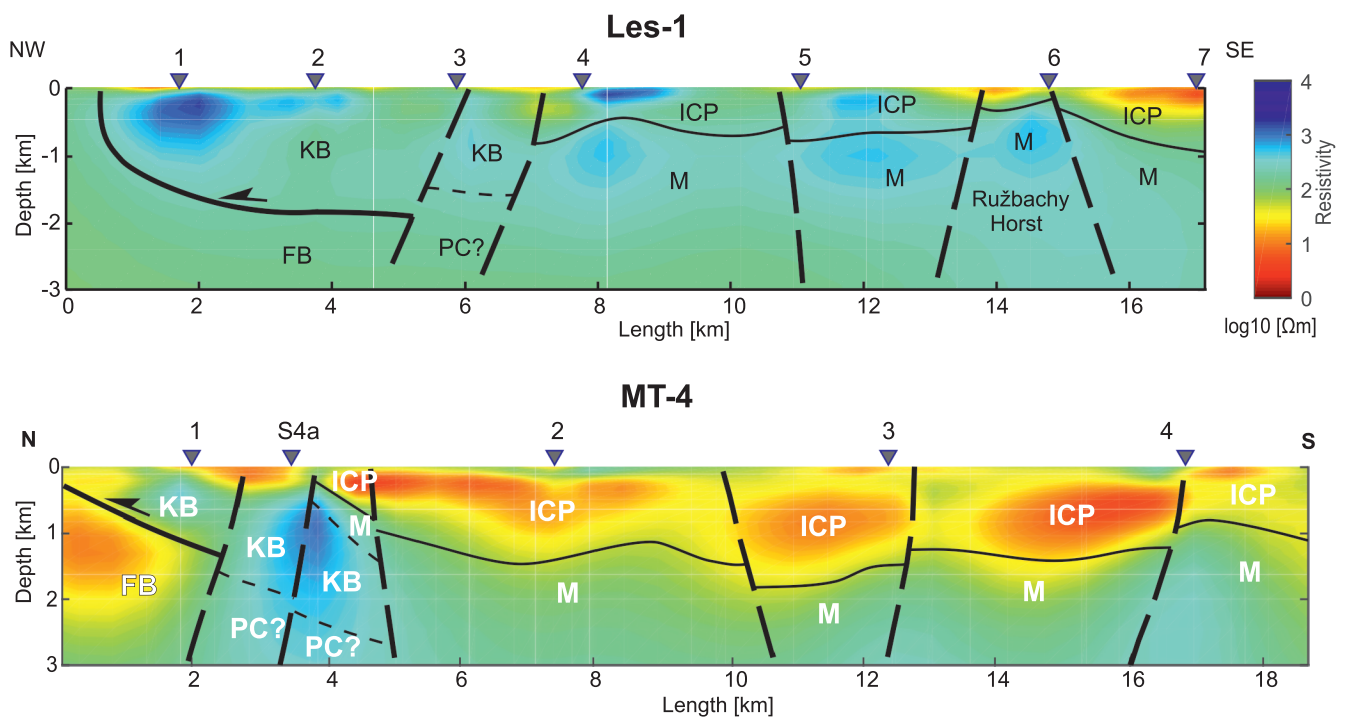 Les-1
NW
1 2 3 4 5 6 7
SE
0
-1
-2
-3
Depth [km]
KB
FB
KB
PC?
ICP
M
ICP
M
M
Ružbachy
Horst
ICP
M
0 2 4 6 8 10 12 14 16
Length [km]
4
3
2
1
0
Resistivity
log10 [Ωm]
MT-4
N
1 S4a 2 3 4
S
0
1
2
3
Depth [km]
KB
FB
KB
PC?
ICP
M
KB
PC?
ICP
M
ICP
M
ICP
M
ICP
M
2 4 6 8 10 12 14 16 18
Length [km]